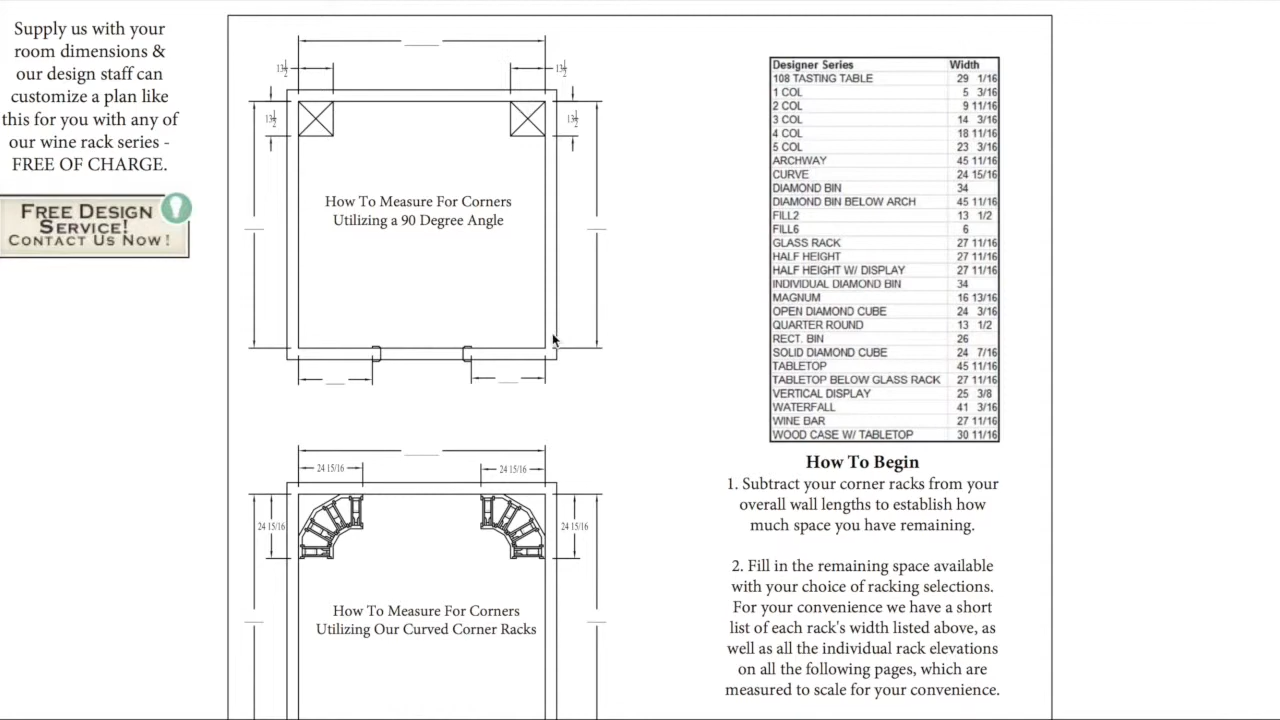 Supply us with your
room dimensions &
our design staff can
customize a plan like
this for you with any of
our wine rack series -
FREE OF CHARGE.
FREE DESIGN
SERVICE!
CONTACT US NOW!
13½
13½
13½
13½
How To Measure For Corners
Utilizing a 90 Degree Angle
24 15/16
24 15/16
24 15/16
24 15/16
How To Measure For Corners
Utilizing Our Curved Corner Racks
Designer Series Width
108 TASTING TABLE 29 1/16
1 COL 5 3/16
2 COL 9 11/16
3 COL 14 3/16
4 COL 18 11/16
5 COL 23 3/16
ARCHWAY 45 11/16
CURVE 24 15/16
DIAMOND BIN 34
DIAMOND BIN BELOW ARCH 45 11/16
FILL2 13 1/2
FILL6 6
GLASS RACK 27 11/16
HALF HEIGHT 27 11/16
HALF HEIGHT W/ DISPLAY 27 11/16
INDIVIDUAL DIAMOND BIN 34
MAGNUM 16 13/16
OPEN DIAMOND CUBE 24 3/16
QUARTER ROUND 13 1/2
RECT. BIN 26
SOLID DIAMOND CUBE 24 7/16
TABLETOP 45 11/16
TABLETOP BELOW GLASS RACK 27 11/16
VERTICAL DISPLAY 25 3/8
WATERFALL 41 3/16
WINE BAR 27 11/16
WOOD CASE W/ TABLETOP 30 11/16
How To Begin
1. Subtract your corner racks from your
overall wall lengths to establish how
much space you have remaining.
2. Fill in the remaining space available
with your choice of racking selections.
For your convenience we have a short
list of each rack's width listed above, as
well as all the individual rack elevations
on all the following pages, which are
measured to scale for your convenience.